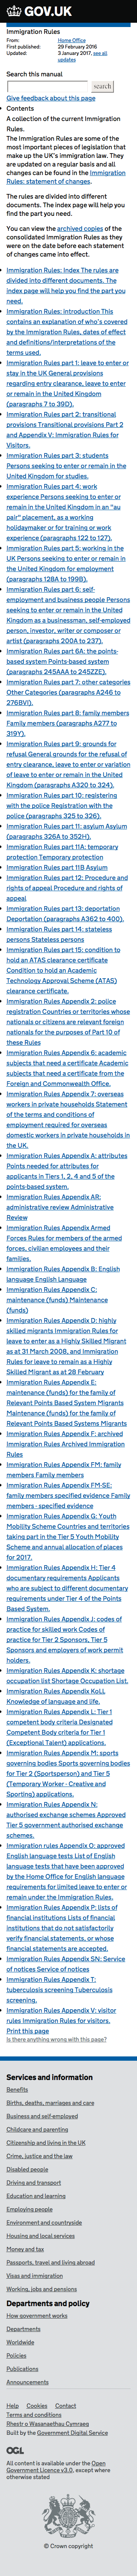 GOV.UK
Immigration Rules
From: Home Office
First published: 29 February 2016
Updated: 3 January 2017, see all
updates
Search this manual
search
Give feedback about this page
Contents
A collection of the current Immigration
Rules.
The Immigration Rules are some of the
most important pieces of legislation that
make up the UK's immigration law. They
are updated on a regular basis and all
changes can be found in the Immigration
Rules: statement of changes.
The rules are divided into different
documents. The index page will help you
find the part you need.
You can view the archived copies of the
consolidated Immigration Rules as they
were in force before each set of changes
came into effect.
Immigration Rules: Index The rules are
divided into different documents. The
index page will help you find the part you
need.
Immigration Rules: introduction This
contains an explanation of who's covered
by the Immigration Rules, dates of effect
and definitions/interpretations of the
terms used.
Immigration Rules part 1: leave to enter or
stay in the UK General provisions
regarding entry clearance, leave to enter
or remain in the United Kingdom
(paragraphs 7 to 39D).
Immigration Rules part 2: transitional
provisions Transitional provisions Part 2
and Appendix V: Immigration Rules for
Visitors.
Immigration Rules part 3: students
Persons seeking to enter or remain in the
United Kingdom for studies.
Immigration Rules part 4: work
experience Persons seeking to enter or
remain in the United Kingdom in an "au
pair" placement, as a working
holidaymaker or for training or work
experience (paragraphs 122 to 127).
Immigration Rules part 5: working in the
UK Persons seeking to enter or remain in
the United Kingdom for employment
(paragraphs 128A to 199B).
Immigration Rules part 6: self-
employment and business people Persons
seeking to enter or remain in the United
Kingdom as a businessman, self-employed
person, investor, writer or composer or
artist (paragraphs 200A to 237).
Immigration Rules part 6A: the points-
based system Points-based system
(paragraphs 245AAA to 245ZZE).
Immigration Rules part 7: other categories
Other Categories (paragraphs A246 to
276BVI).
Immigration Rules part 8: family members
Family members (paragraphs A277 to
319Y).
Immigration Rules part 9: grounds for
refusal General grounds for the refusal of
entry clearance, leave to enter or variation
of leave to enter or remain in the United
Kingdom (paragraphs A320 to 324).
Immigration Rules part 10: registering
with the police Registration with the
police (paragraphs 325 to 326).
Immigration Rules part 11: asylum Asylum
(paragraphs 326A to 352H).
Immigration Rules part 11A: temporary
protection Temporary protection
Immigration Rules part 11B Asylum
Immigration Rules part 12: Procedure and
rights of appeal Procedure and rights of
appeal
Immigration Rules part 13: deportation
Deportation (paragraphs A362 to 400).
Immigration Rules part 14: stateless
persons Stateless persons
Immigration Rules part 15: condition to
hold an ATAS clearance certificate
Condition to hold an Academic
Technology Approval Scheme (ATAS)
clearance certificate.
Immigration Rules Appendix 2: police
registration Countries or territories whose
nationals or citizens are relevant foreign
nationals for the purposes of Part 10 of
these Rules
Immigration Rules Appendix 6: academic
subjects that need a certificate Academic
subjects that need a certificate from the
Foreign and Commonwealth Office.
Immigration Rules Appendix 7: overseas
workers in private households Statement
of the terms and conditions of
employment required for overseas
domestic workers in private households in
the UK.
Immigration Rules Appendix A: attributes
Points needed for attributes for
applicants in Tiers 1, 2, 4 and 5 of the
points-based system.
Immigration Rules Appendix AR:
administrative review Administrative
Review
Immigration Rules Appendix Armed
Forces Rules for members of the armed
forces, civilian employees and their
families.
Immigration Rules Appendix B: English
language English Language
Immigration Rules Appendix C:
maintenance (funds) Maintenance
(funds)
Immigration Rules Appendix D: highly
skilled migrants Immigration Rules for
leave to enter as a Highly Skilled Migrant
as at 31 March 2008, and Immigration
Rules for leave to remain as a Highly
Skilled Migrant as at 28 February
Immigration Rules Appendix E:
maintenance (funds) for the family of
Relevant Points Based System Migrants
Maintenance (funds) for the family of
Relevant Points Based Systems Migrants
Immigration Rules Appendix F: archived
Immigration Rules Archived Immigration
Rules
Immigration Rules Appendix FM: family
members Family members
Immigration Rules Appendix FM-SE:
family members specified evidence Family
members - specified evidence
Immigration Rules Appendix G: Youth
Mobility Scheme Countries and territories
taking part in the Tier 5 Youth Mobility
Scheme and annual allocation of places
for 2017.
Immigration Rules Appendix H: Tier 4
documentary requirements Applicants
who are subject to different documentary
requirements under Tier 4 of the Points
Based System.
Immigration Rules Appendix J: codes of
practice for skilled work Codes of
practice for Tier 2 Sponsors, Tier 5
Sponsors and employers of work permit
holders.
Immigration Rules Appendix K: shortage
occupation list Shortage Occupation List.
Immigration Rules Appendix KoLL
Knowledge of language and life.
Immigration Rules Appendix L: Tier 1
competent body criteria Designated
Competent Body criteria for Tier 1
(Exceptional Talent) applications.
Immigration Rules Appendix M: sports
governing bodies Sports governing bodies
for Tier 2 (Sportsperson) and Tier 5
(Temporary Worker - Creative and
Sporting) applications.
Immigration Rules Appendix N:
authorised exchange schemes Approved
Tier 5 government authorised exchange
schemes.
Immigration rules Appendix O: approved
English language tests List of English
language tests that have been approved
by the Home Office for English language
requirements for limited leave to enter or
remain under the Immigration Rules.
Immigration Rules Appendix P: lists of
financial institutions Lists of financial
institutions that do not satisfactorily
verify financial statements, or whose
financial statements are accepted.
Immigration Rules Appendix SN: Service
of notices Service of notices
Immigration Rules Appendix T:
tuberculosis screening Tuberculosis
screening.
Immigration Rules Appendix V: visitor
rules Immigration Rules for visitors.
Print this page
Is there anything wrong with this page?
Services and information
Benefits
Births, deaths, marriages and care
Business and self-employed
Childcare and parenting
Citizenship and living in the UK
Crime, justice and the law
Disabled people
Driving and transport
Education and learning
Employing people
Environment and countryside
Housing and local services
Money and tax
Passports, travel and living abroad
Visas and immigration
Working, jobs and pensions
Departments and policy
How government works
Departments
Worldwide
Policies
Publications
Announcements
Help Cookies Contact
Terms and conditions
Rhestr o Wasanaethau Cymraeg
Built by the Government Digital Service
OGL
All content is available under the Open
Government Licence v3.0, except where
otherwise stated
© Crown copyright